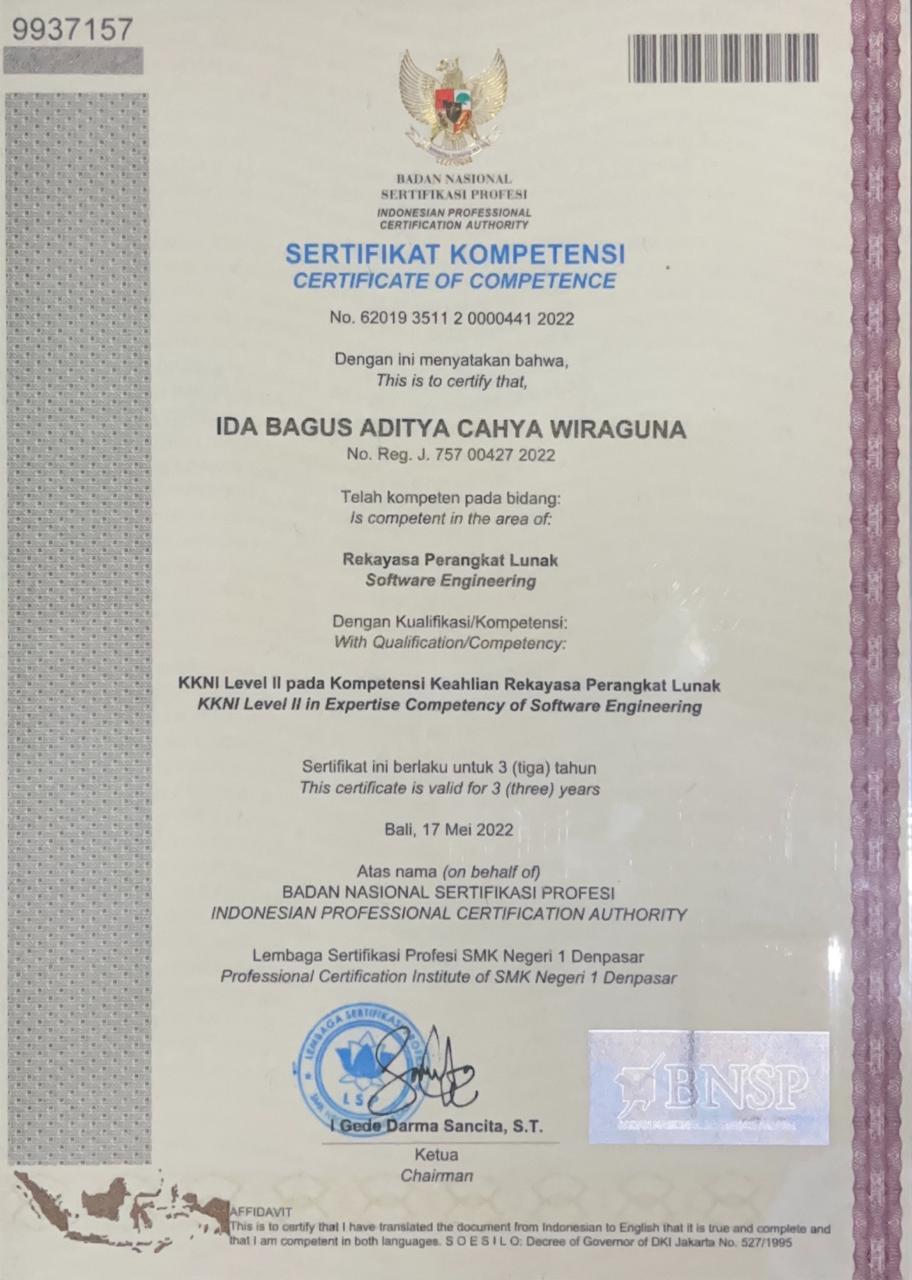 9937157
BADAN NASIONAL
SERTIFIKASI PROFESI
INDONESIAN PROFESSIONAL
CERTIFICATION AUTHORITY
SERTIFIKAT KOMPETENSI
CERTIFICATE OF COMPETENCE
No. 62019 3511 2 0000441 2022
Dengan ini menyatakan bahwa,
This is to certify that,
IDA BAGUS ADITYA CAHYA WIRAGUNA
No. Reg. J. 757 00427 2022
Telah kompeten pada bidang:
Is competent in the area of:
Rekayasa Perangkat Lunak
Software Engineering
Dengan Kualifikasi/Kompetensi:
With Qualification/Competency:
KKNI Level II pada Kompetensi Keahlian Rekayasa Perangkat Lunak
KKNI Level II in Expertise Competency of Software Engineering
Sertifikat ini berlaku untuk 3 (tiga) tahun
This certificate is valid for 3 (three) years
Bali, 17 Mei 2022
Atas nama (on behalf of)
BADAN NASIONAL SERTIFIKASI PROFESI
INDONESIAN PROFESSIONAL CERTIFICATION AUTHORITY
Lembaga Sertifikasi Profesi SMK Negeri 1 Denpasar
Professional Certification Institute of SMK Negeri 1 Denpasar
LEMBAGA SERTIFIKASI
BNSP
I Gede Darma Sancita, S.T.
Ketua
Chairman
AFFIDAVIT
This is to certify that I have translated the document from Indonesian to English that it is true and complete and
that I am competent in both languages. S O E S I L O: Decree of Governor of DKI Jakarta No. 527/1995